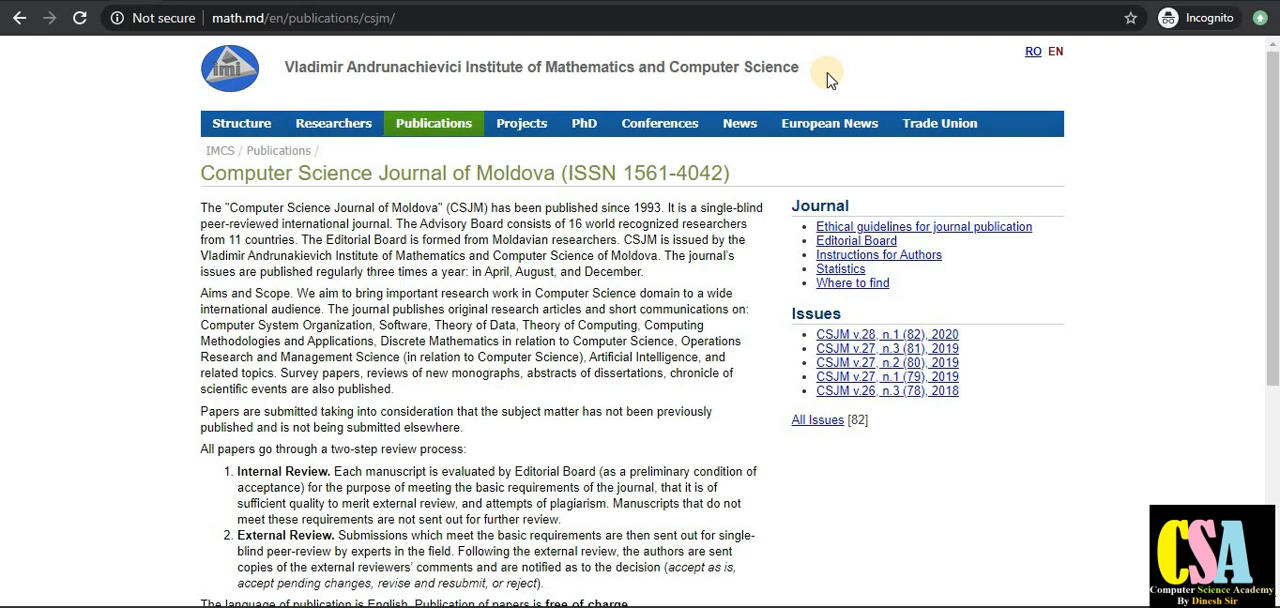 Not secure | math.md/en/publications/csjm/
Incognito
imi
Vladimir Andrunachievici Institute of Mathematics and Computer Science
RO EN
Structure Researchers Publications Projects PhD Conferences News European News Trade Union
IMCS / Publications /
Computer Science Journal of Moldova (ISSN 1561-4042)
The "Computer Science Journal of Moldova" (CSJM) has been published since 1993. It is a single-blind
peer-reviewed international journal. The Advisory Board consists of 16 world recognized researchers
from 11 countries. The Editorial Board is formed from Moldavian researchers. CSJM is issued by the
Vladimir Andrunakievich Institute of Mathematics and Computer Science of Moldova. The journal's
issues are published regularly three times a year: in April, August, and December.
Aims and Scope. We aim to bring important research work in Computer Science domain to a wide
international audience. The journal publishes original research articles and short communications on:
Computer System Organization, Software, Theory of Data, Theory of Computing, Computing
Methodologies and Applications, Discrete Mathematics in relation to Computer Science, Operations
Research and Management Science (in relation to Computer Science), Artificial Intelligence, and
related topics. Survey papers, reviews of new monographs, abstracts of dissertations, chronicle of
scientific events are also published.
Papers are submitted taking into consideration that the subject matter has not been previously
published and is not being submitted elsewhere.
All papers go through a two-step review process:
1. Internal Review. Each manuscript is evaluated by Editorial Board (as a preliminary condition of
acceptance) for the purpose of meeting the basic requirements of the journal, that it is of
sufficient quality to merit external review, and attempts of plagiarism. Manuscripts that do not
meet these requirements are not sent out for further review.
2. External Review. Submissions which meet the basic requirements are then sent out for single-
blind peer-review by experts in the field. Following the external review, the authors are sent
copies of the external reviewers' comments and are notified as to the decision (accept as is,
accept pending changes, revise and resubmit, or reject).
The language of publication is English. Publication of papers is free of charge.
Journal
Ethical guidelines for journal publication
Editorial Board
Instructions for Authors
Statistics
Where to find
Issues
CSJM v.28, n.1 (82), 2020
CSJM v.27, n.3 (81), 2019
CSJM v.27, n.2 (80), 2019
CSJM v.27, n.1 (79), 2019
CSJM v.26, n.3 (78), 2018
All Issues [82]
CSA
Computer Science Academy
By Dinesh Sir